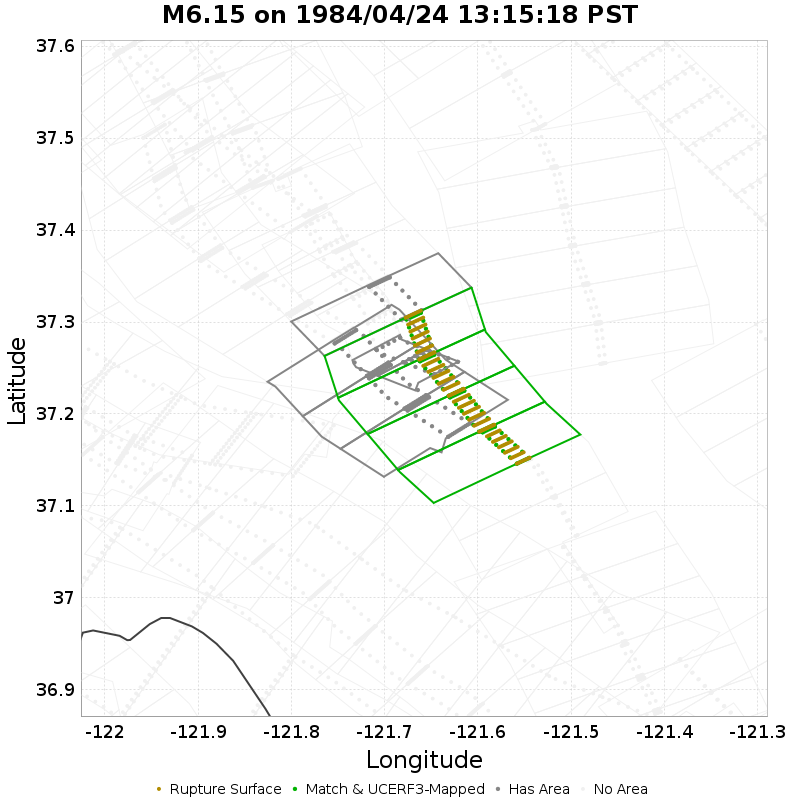 M6.15 on 1984/04/24 13:15:18 PST
37.6
37.5
37.4
37.3
37.2
37.1
37
36.9
Latitude
-122
-121.9
-121.8
-121.7
-121.6
-121.5
-121.4
-121.3
Longitude
Rupture Surface
Match & UCERF3-Mapped
Has Area
No Area